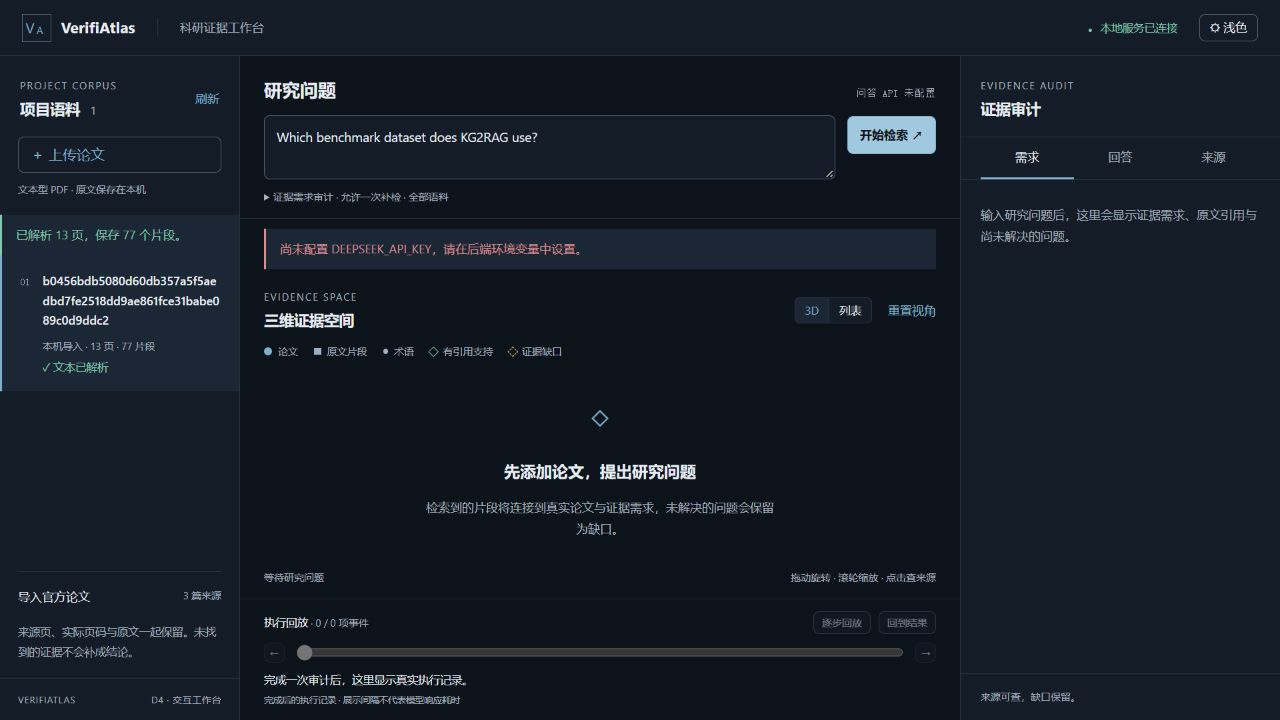 VA VerifiAtlas 科研证据工作台
• 本地服务已连接 浅色
PROJECT CORPUS
项目语料 1 刷新
+ 上传论文
文本型 PDF · 原文保存在本机
已解析 13 页，保存 77 个片段。
01 b0456bdb5080d60db357a5f5ae
dbd7fe2518dd9ae861fce31babe0
89c0d9ddc2
本机导入 · 13 页 · 77 片段
✓ 文本已解析
导入官方论文 3 篇来源
来源页、实际页码与原文一起保留。未找
到的证据不会补成结论。
VERIFIATLAS D4 · 交互工作台
研究问题 问答 API 未配置
Which benchmark dataset does KG2RAG use?
开始检索 ↗
▶ 证据需求审计 · 允许一次补检 · 全部语料
尚未配置 DEEPSEEK_API_KEY，请在后端环境变量中设置。
EVIDENCE SPACE
三维证据空间 3D 列表 重置视角
论文 原文片段 术语 有引用支持 证据缺口
先添加论文，提出研究问题
检索到的片段将连接到真实论文与证据需求，未解决的问题会保留
为缺口。
等待研究问题 拖动旋转 · 滚轮缩放 · 点击查来源
执行回放 · 0 / 0 项事件 逐步回放 回到结果
← →
完成一次审计后，这里显示真实执行记录。
完成后的执行记录 · 展示间隔不代表模型响应耗时
EVIDENCE AUDIT
证据审计
需求 回答 来源
输入研究问题后，这里会显示证据需求、原文引用与
尚未解决的问题。
来源可查，缺口保留。